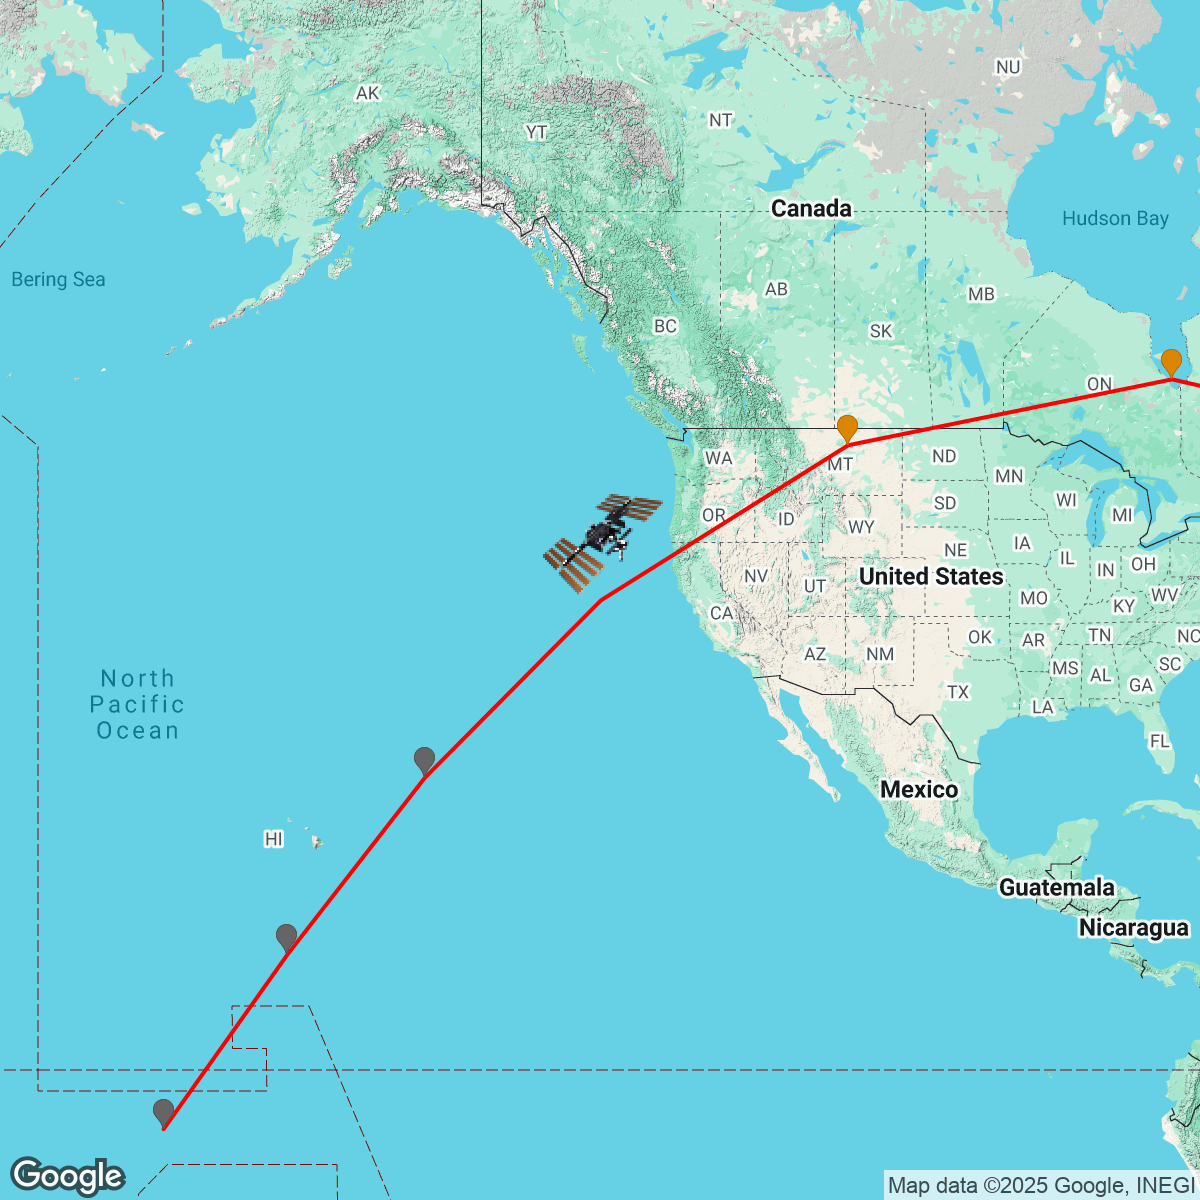 NU
AK
NT
YT
Canada
Hudson Bay
Bering Sea
AB
MB
BC
SK
ON
WA
MT
ND
MN
OR
ID
WY
SD
WI
MI
NE
IA
IL
IN
OH
NV
UT
United States
MO
KY
WV
CA
OK
AR
TN
NC
AZ
NM
MS
AL
SC
GA
TX
LA
FL
North
Pacific
Ocean
HI
Mexico
Guatemala
Nicaragua
Google
Map data ©2025 Google, INEGI